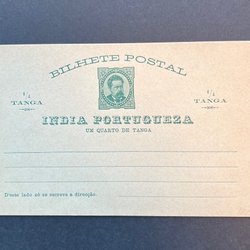 BILHETE POSTAL
1/4 TANGA
1/4 TANGA
INDIA PORTUGUEZA
UM QUARTO DE TANGA
D'este lado só se escreve a direcção.